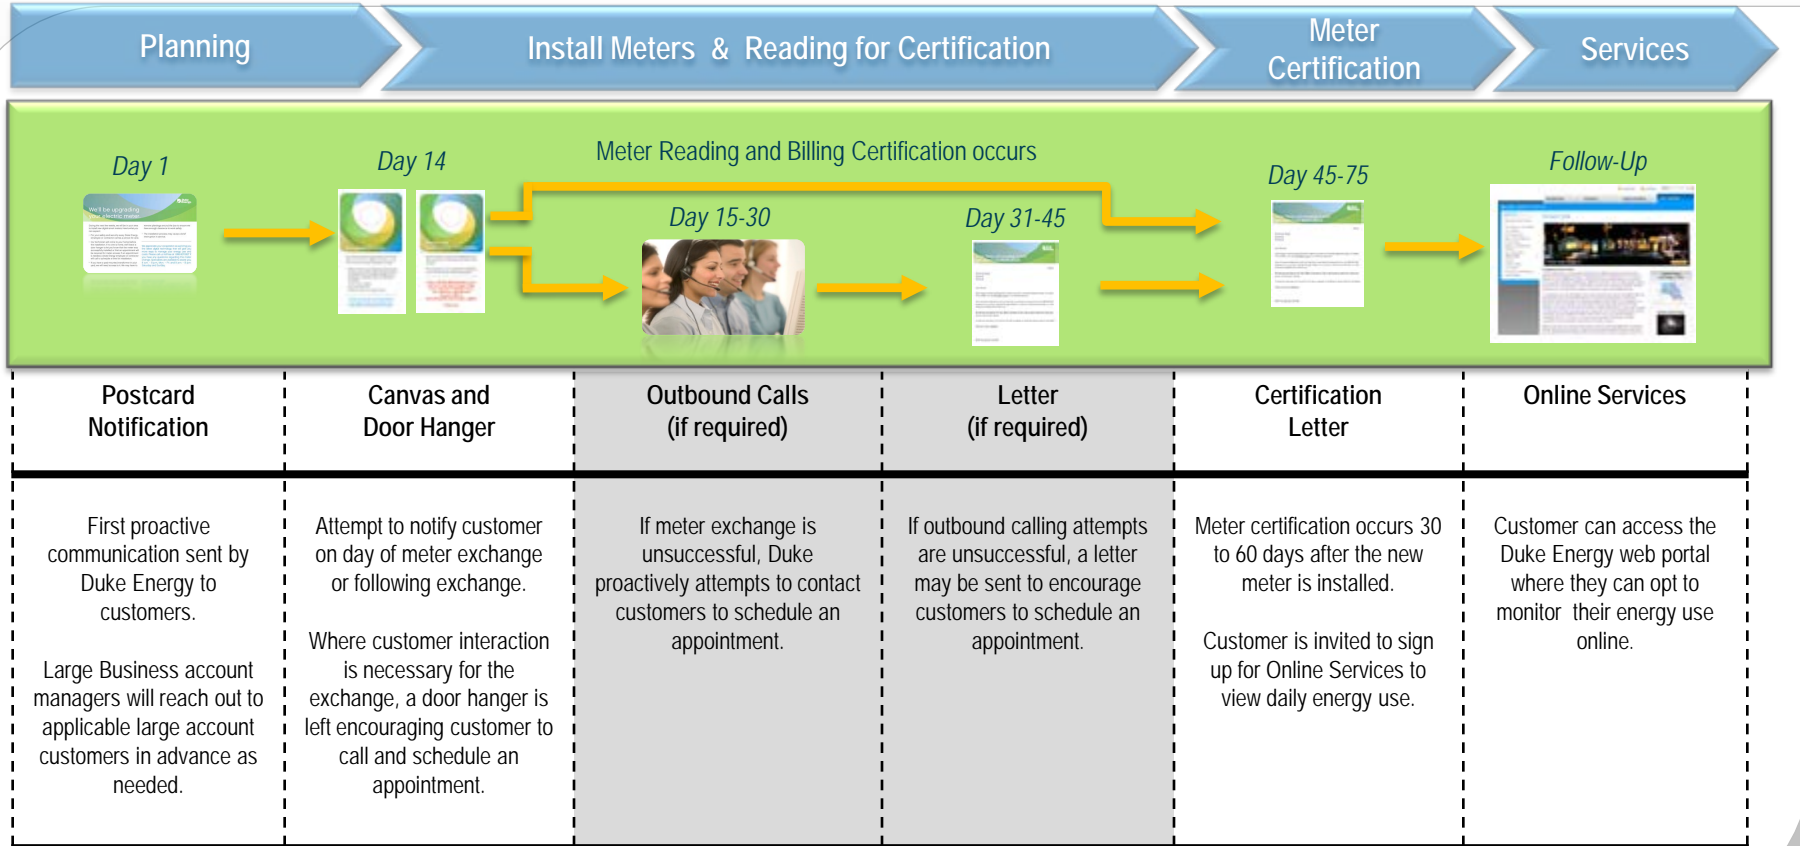 Planning
Install Meters & Reading for Certification
Meter
Certification
Services
Day 1
Day 14
Meter Reading and Billing Certification occurs
Day 15-30
Day 31-45
Day 45-75
Follow-Up
We'll be upgrading
your electric meter
Postcard
Notification
Canvas and
Door Hanger
Outbound Calls
(if required)
Letter
(if required)
Certification
Letter
Online Services
First proactive
communication sent by
Duke Energy to
customers.
Large Business account
managers will reach out to
applicable large account
customers in advance as
needed.
Attempt to notify customer
on day of meter exchange
or following exchange.
Where customer interaction
is necessary for the
exchange, a door hanger is
left encouraging customer to
call and schedule an
appointment.
If meter exchange is
unsuccessful, Duke
proactively attempts to contact
customers to schedule an
appointment.
If outbound calling attempts
are unsuccessful, a letter
may be sent to encourage
customers to schedule an
appointment.
Meter certification occurs 30
to 60 days after the new
meter is installed.
Customer is invited to sign
up for Online Services to
view daily energy use.
Customer can access the
Duke Energy web portal
where they can opt to
monitor their energy use
online.